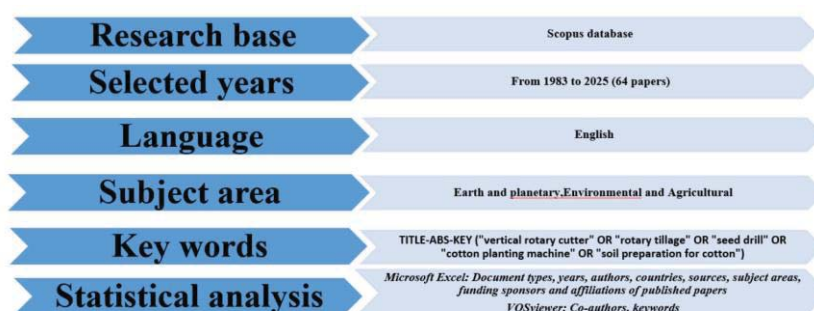 Research base
Scopus database
Selected years
From 1983 to 2025 (64 papers)
Language
English
Subject area
Earth and planetary,Environmental and Agricultural
Key words
TITLE-ABS-KEY ("vertical rotary cutter" OR "rotary tillage" OR "seed drill" OR
"cotton planting machine" OR "soil preparation for cotton")
Statistical analysis
Microsoft Excel: Document types, years, authors, countries, sources, subject areas,
funding sponsors and affiliations of published papers
VOSviewer: Co-authors, keywords